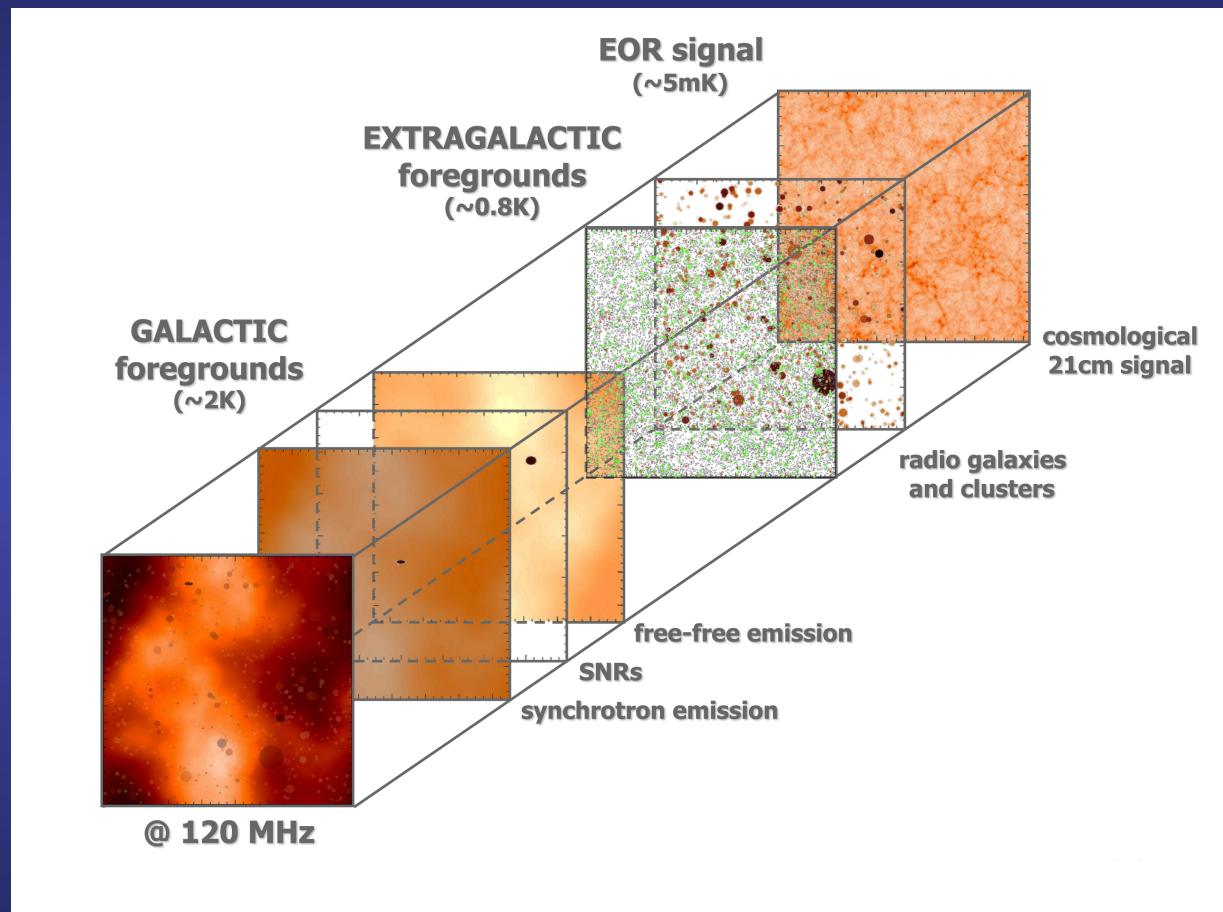 EOR signal
(~5mK)
EXTRAGALACTIC
foregrounds
(~0.8K)
GALACTIC
foregrounds
(~2K)
cosmological
21cm signal
radio galaxies
and clusters
free-free emission
SNRs
synchrotron emission
@ 120 MHz